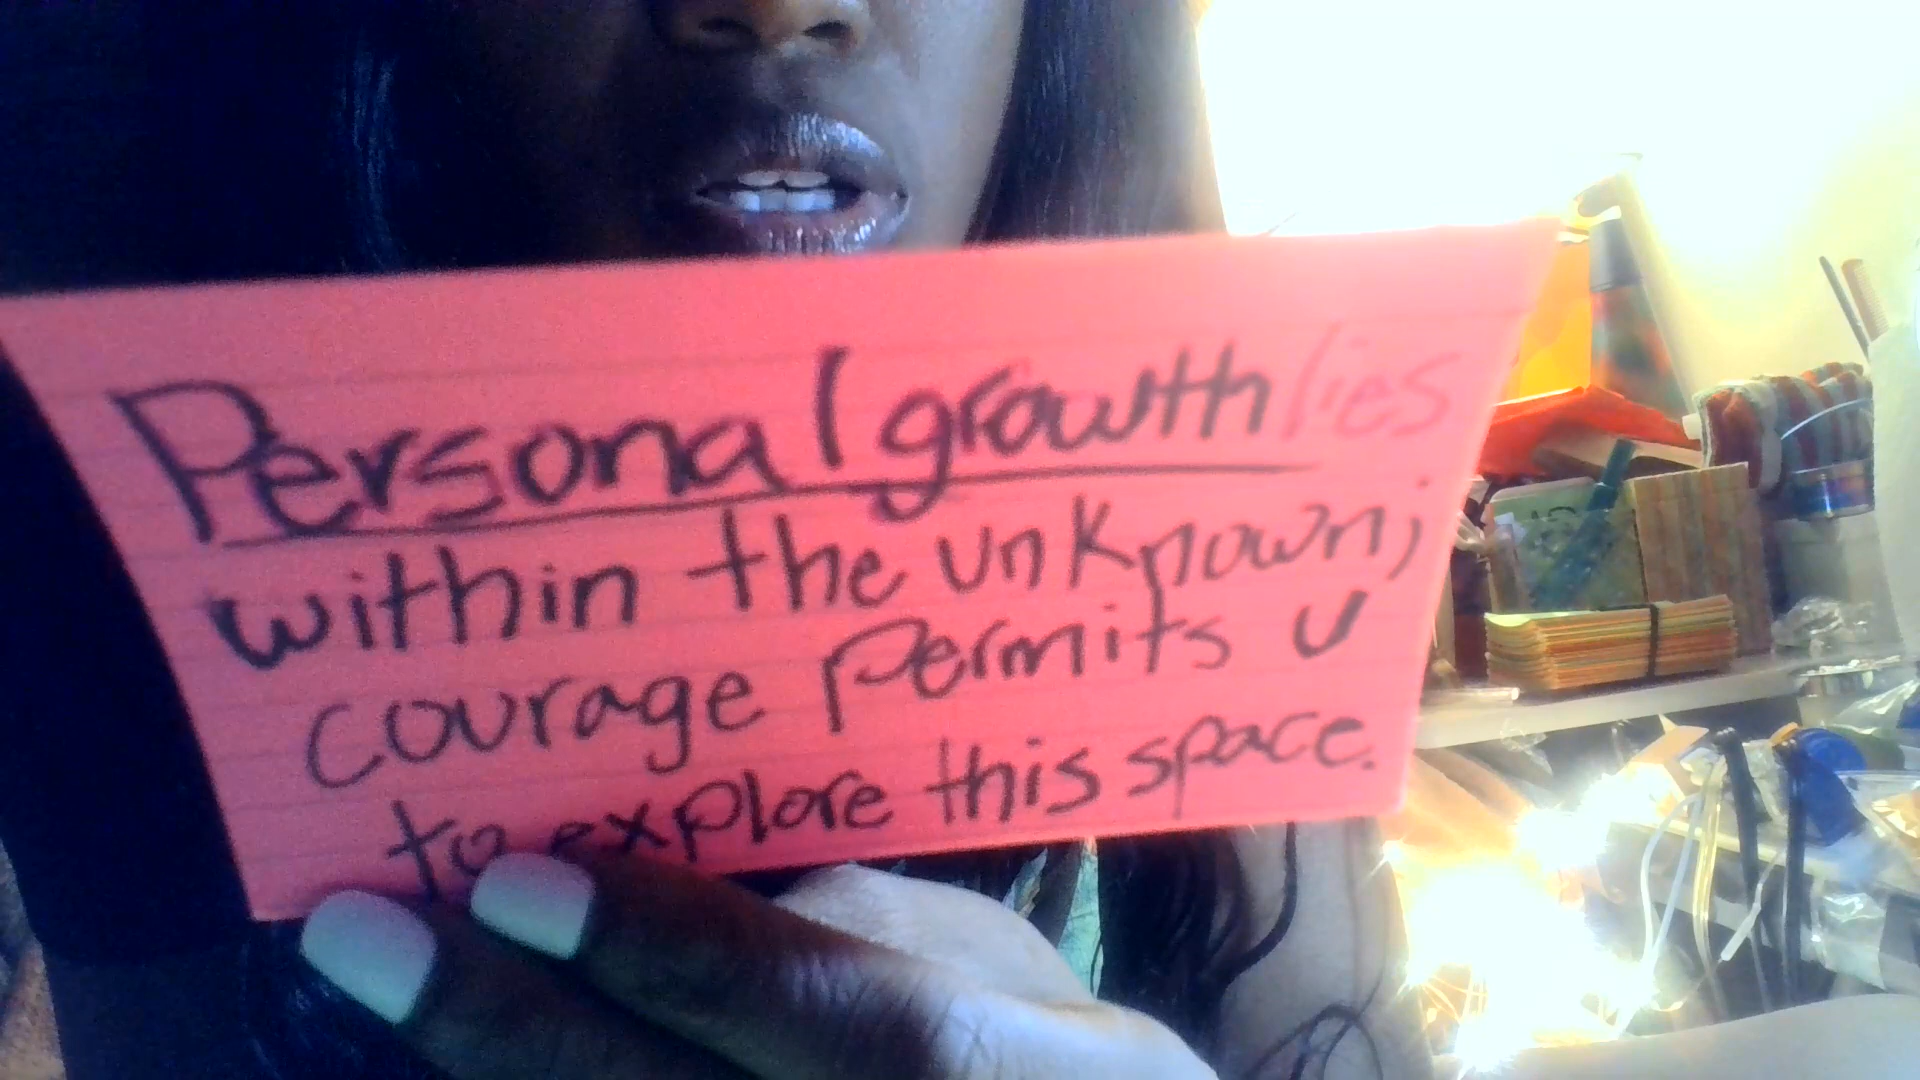 Personal growth lies
within the unknown;
courage permits U
to explore this space.